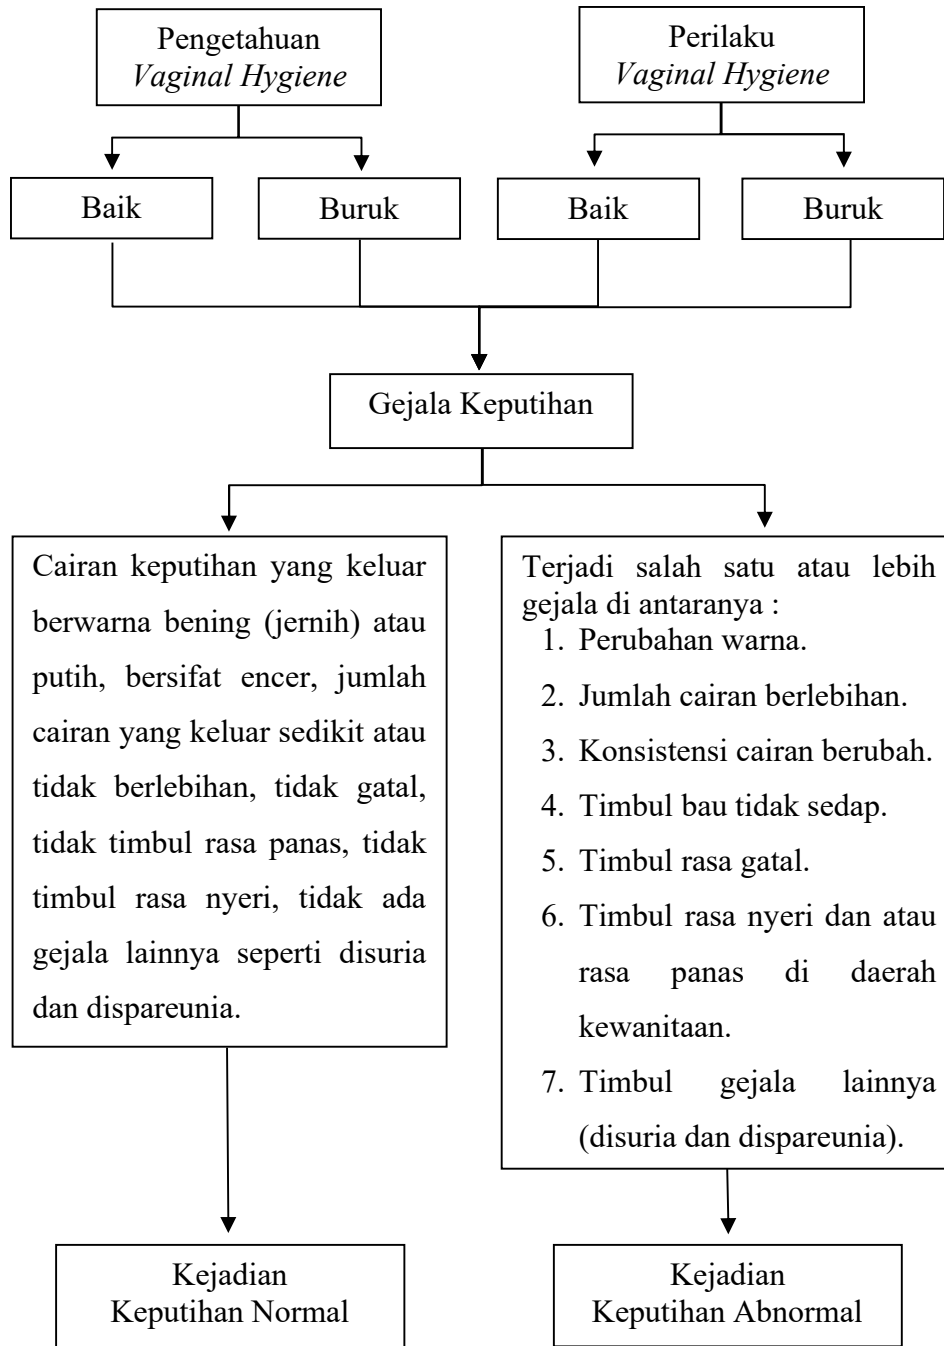 Pengetahuan
Vaginal Hygiene
Perilaku
Vaginal Hygiene
Baik
Buruk
Baik
Buruk
Gejala Keputihan
Cairan keputihan yang keluar
berwarna bening (jernih) atau
putih, bersifat encer, jumlah
cairan yang keluar sedikit atau
tidak berlebihan, tidak gatal,
tidak timbul rasa panas, tidak
timbul rasa nyeri, tidak ada
gejala lainnya seperti disuria
dan dispareunia.
Terjadi salah satu atau lebih
gejala di antaranya :
1. Perubahan warna.
2. Jumlah cairan berlebihan.
3. Konsistensi cairan berubah.
4. Timbul bau tidak sedap.
5. Timbul rasa gatal.
6. Timbul rasa nyeri dan atau
rasa panas di daerah
kewanitaan.
7. Timbul gejala lainnya
(disuria dan dispareunia).
Kejadian
Keputihan Normal
Kejadian
Keputihan Abnormal